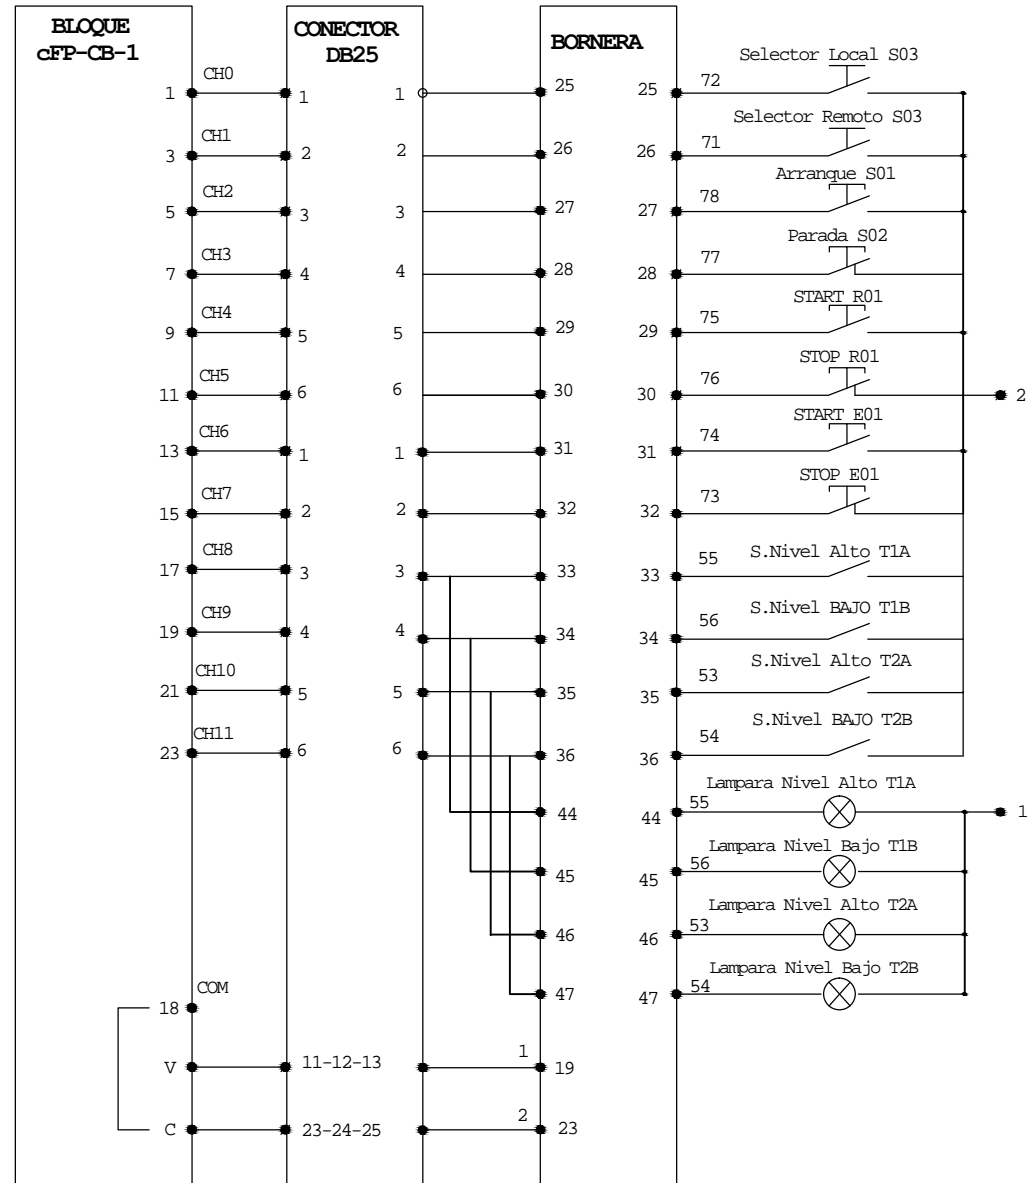 BLOQUE
cFP-CB-1
CONECTOR
DB25
BORNERA
Selector Local S03
1 CH0 1 1 25 25 72
Selector Remoto S03
3 CH1 2 2 26 26 71
Arranque S01
5 CH2 3 3 27 27 78
Parada S02
7 CH3 4 4 28 28 77
START R01
9 CH4 5 5 29 29 75
STOP R01
11 CH5 6 6 30 30 76 2
START E01
13 CH6 1 1 31 31 74
STOP E01
15 CH7 2 2 32 32 73
S.Nivel Alto T1A
17 CH8 3 3 33 33 55
S.Nivel BAJO T1B
19 CH9 4 4 34 34 56
S.Nivel Alto T2A
21 CH10 5 5 35 35 53
S.Nivel BAJO T2B
23 CH11 6 6 36 36 54
Lampara Nivel Alto T1A
44 44 55 1
Lampara Nivel Bajo T1B
45 45 56
Lampara Nivel Alto T2A
46 46 53
Lampara Nivel Bajo T2B
47 47 54
18 COM
V 11-12-13 1 19
C 23-24-25 2 23